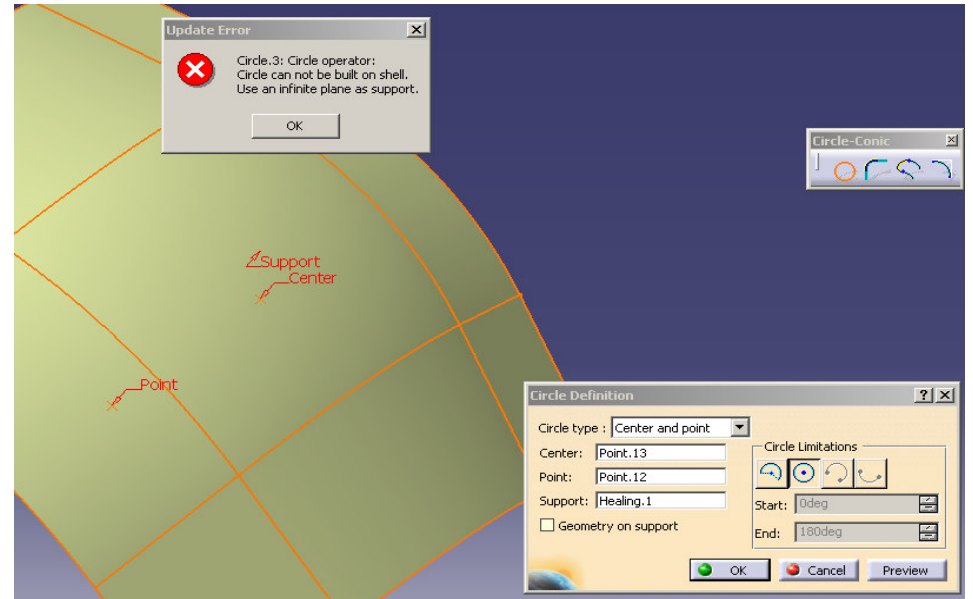 Update Error
Circle.3: Circle operator:
Circle can not be built on shell.
Use an infinite plane as support.
OK
Circle-Conic
Support
Center
Point
Circle Definition
Circle type : Center and point
Center: Point.13
Point: Point.12
Support: Healing.1
Geometry on support
Circle Limitations
Start: 0deg
End: 180deg
OK Cancel Preview